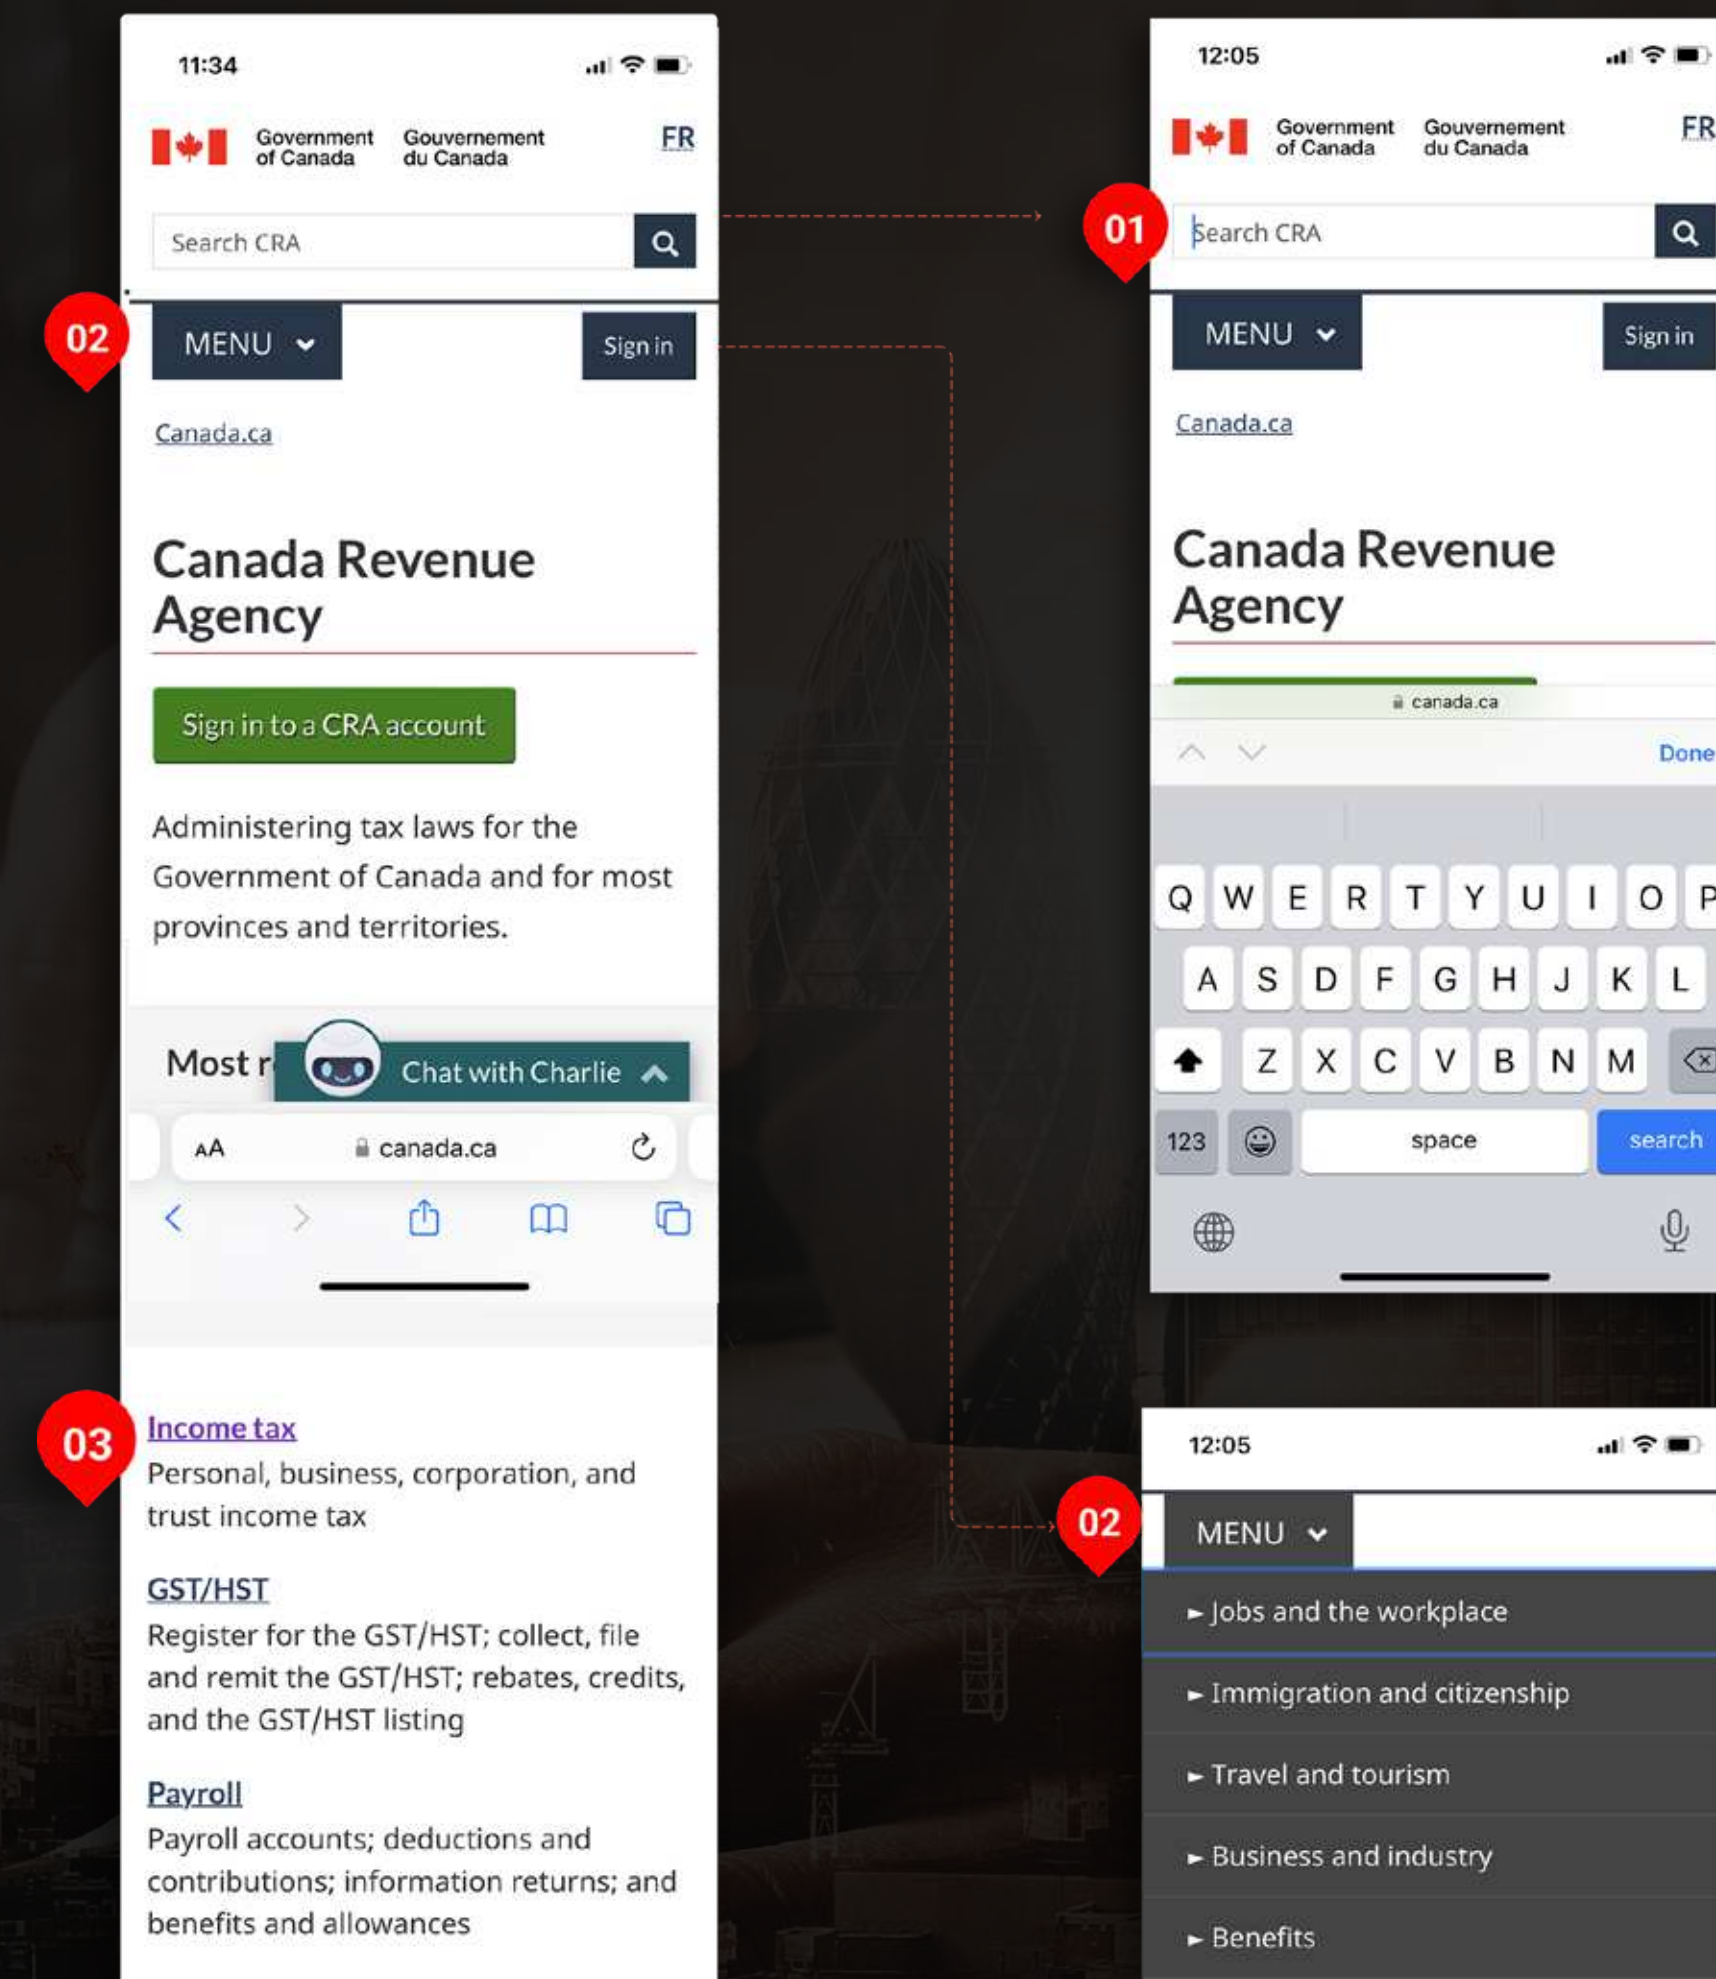 11:34
Government
of Canada
Gouvernement
du Canada
FR
Search CRA
02
MENU
Sign in
Canada.ca
Canada Revenue
Agency
Sign in to a CRA account
Administering tax laws for the
Government of Canada and for most
provinces and territories.
Most r
Chat with Charlie
AA
canada.ca
03
Income tax
Personal, business, corporation, and
trust income tax
GST/HST
Register for the GST/HST; collect, file
and remit the GST/HST; rebates, credits,
and the GST/HST listing
Payroll
Payroll accounts; deductions and
contributions; information returns; and
benefits and allowances
12:05
Government
of Canada
Gouvernement
du Canada
FR
01
Search CRA
MENU
Sign in
Canada.ca
Canada Revenue
Agency
canada.ca
Done
Q W E R T Y U I O P
A S D F G H J K L
Z X C V B N M
123
space
search
12:05
02
MENU
► Jobs and the workplace
► Immigration and citizenship
► Travel and tourism
► Business and industry
► Benefits